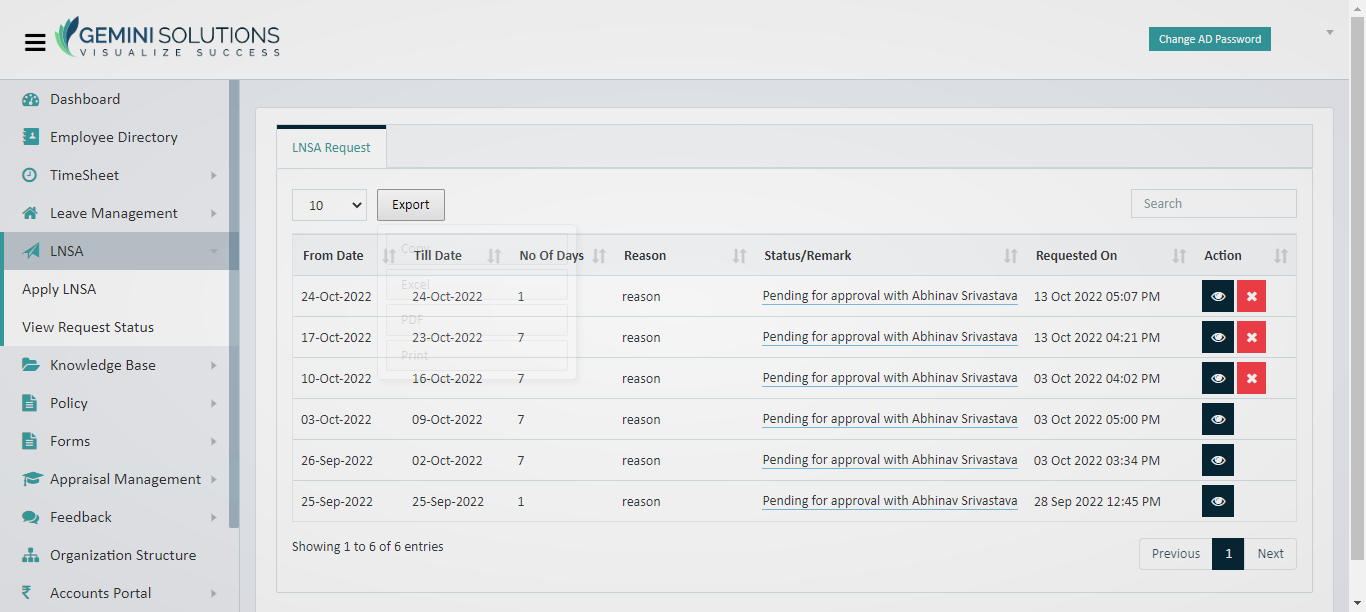 GEMINI SOLUTIONS
VISUALIZE SUCCESS
Change AD Password
Dashboard
Employee Directory
TimeSheet
Leave Management
LNSA
Apply LNSA
View Request Status
Knowledge Base
Policy
Forms
Appraisal Management
Feedback
Organization Structure
Accounts Portal
LNSA Request
10 Export Search
Copy
Excel
PDF
Print
From Date Till Date No Of Days Reason Status/Remark Requested On Action
24-Oct-2022 24-Oct-2022 1 reason Pending for approval with Abhinav Srivastava 13 Oct 2022 05:07 PM
17-Oct-2022 23-Oct-2022 7 reason Pending for approval with Abhinav Srivastava 13 Oct 2022 04:21 PM
10-Oct-2022 16-Oct-2022 7 reason Pending for approval with Abhinav Srivastava 03 Oct 2022 04:02 PM
03-Oct-2022 09-Oct-2022 7 reason Pending for approval with Abhinav Srivastava 03 Oct 2022 05:00 PM
26-Sep-2022 02-Oct-2022 7 reason Pending for approval with Abhinav Srivastava 03 Oct 2022 03:34 PM
25-Sep-2022 25-Sep-2022 1 reason Pending for approval with Abhinav Srivastava 28 Sep 2022 12:45 PM
Showing 1 to 6 of 6 entries
Previous 1 Next